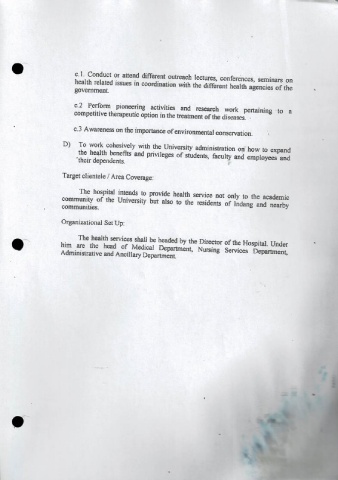 c.1. Conduct or attend different outreach lectures, conferences, seminars on
health related issues in coordination with the different health agencies of the
government.
c.2 Perform pioneering activities and research work pertaining to a
competitive therapeutic option in the treatment of the diseases.
c.3 Awareness on the importance of environmental conservation.
D) To work cohesively with the University administration on how to expand
the health benefits and privileges of students, faculty and employees and
their dependents.
Target clientele / Area Coverage:
The hospital intends to provide health service not only to the academic
community of the University but also to the residents of Indang and nearby
communities.
Organizational Set Up:
The health services shall be headed by the Director of the Hospital. Under
him are the head of Medical Department, Nursing Services Department,
Administrative and Ancillary Department.